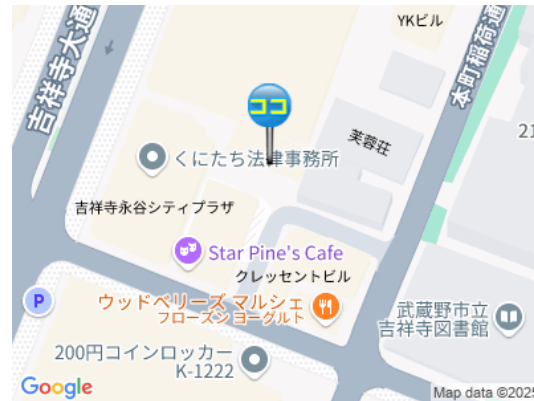 YKビル
吉祥寺大通
本町稲荷通
ココ
21
芙蓉荘
くにたち法律事務所
吉祥寺永谷シティプラザ
Star Pine's Cafe
クレッセントビル
P
ウッドベリーズ マルシェ
フローズン ヨーグルト
武蔵野市立
吉祥寺図書館
200円コインロッカー
K-1222
Google
Map data ©2025